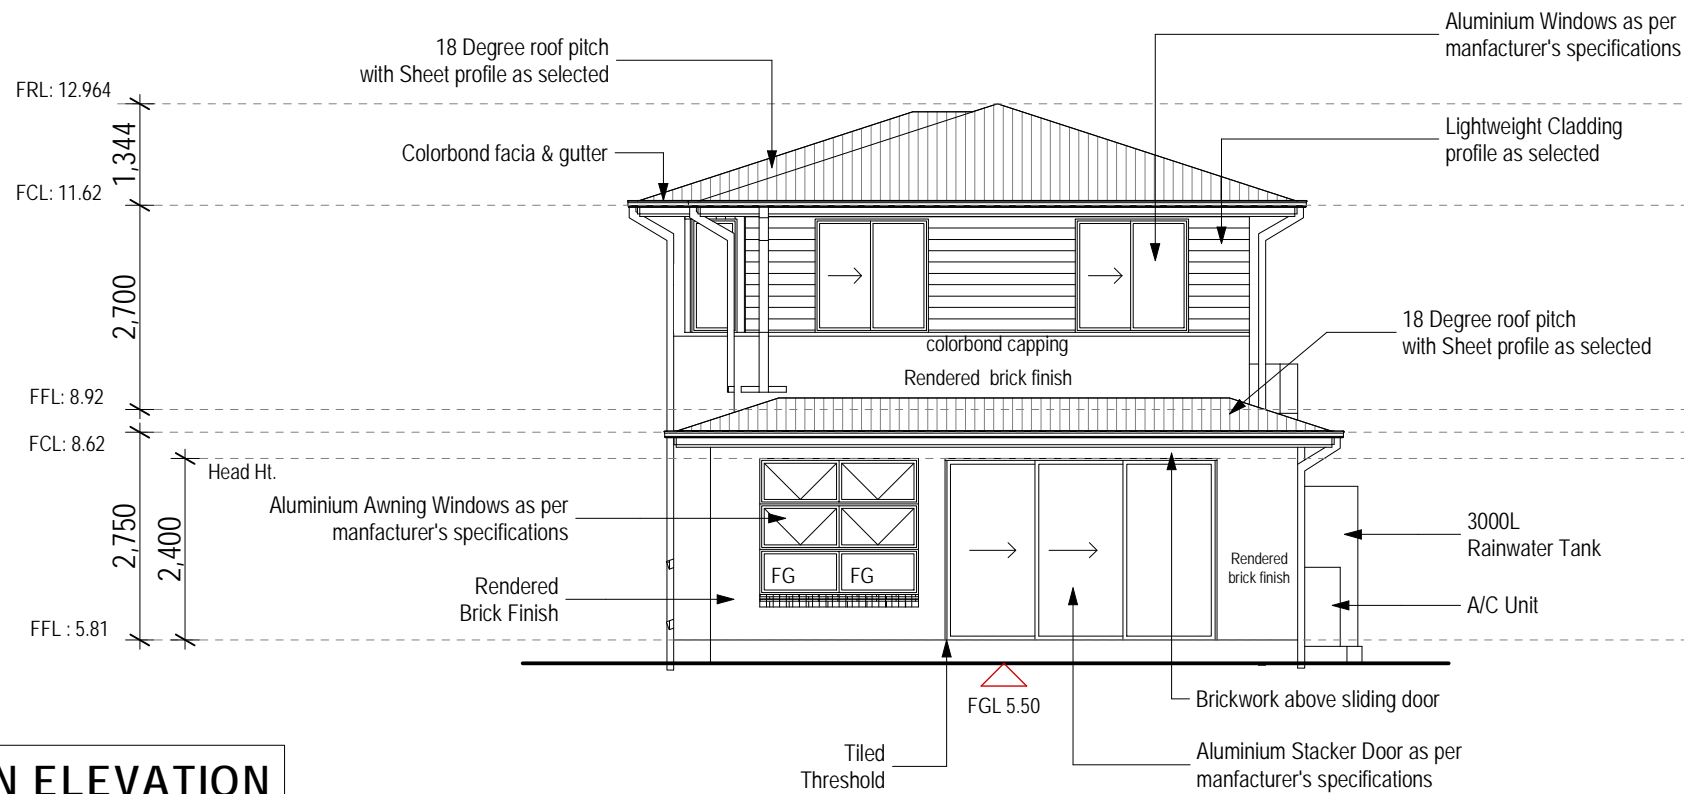 18 Degree roof pitch
with Sheet profile as selected
Aluminium Windows as per
manfacturer's specifications
FRL: 12.964
1,344
Colorbond facia & gutter
Lightweight Cladding
profile as selected
FCL: 11.62
2,700
18 Degree roof pitch
with Sheet profile as selected
colorbond capping
Rendered brick finish
FFL: 8.92
FCL: 8.62
Head Ht.
Aluminium Awning Windows as per
manfacturer's specifications
2,750
2,400
3000L
Rainwater Tank
Rendered
brick finish
FG
FG
Rendered
Brick Finish
A/C Unit
FFL : 5.81
FGL 5.50
Brickwork above sliding door
Tiled
Threshold
Aluminium Stacker Door as per
manfacturer's specifications
N ELEVATION